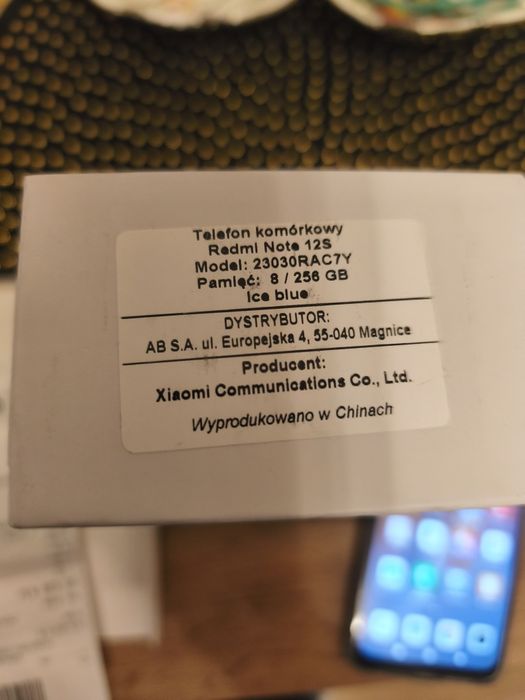 Telefon komórkowy
Redmi Note 12S
Model: 23030RAC7Y
Pamięć: 8 / 256 GB
Ice blue
DYSTRYBUTOR:
AB S.A. ul. Europejska 4, 55-040 Magnice
Producent:
Xiaomi Communications Co., Ltd.
Wyprodukowano w Chinach